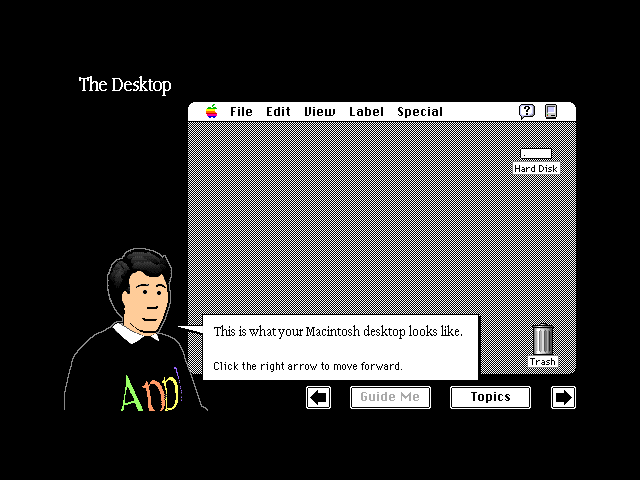 The Desktop
File Edit View Label Special
?
Hard Disk
This is what your Macintosh desktop looks like.
Click the right arrow to move forward.
Trash
Guide Me Topics